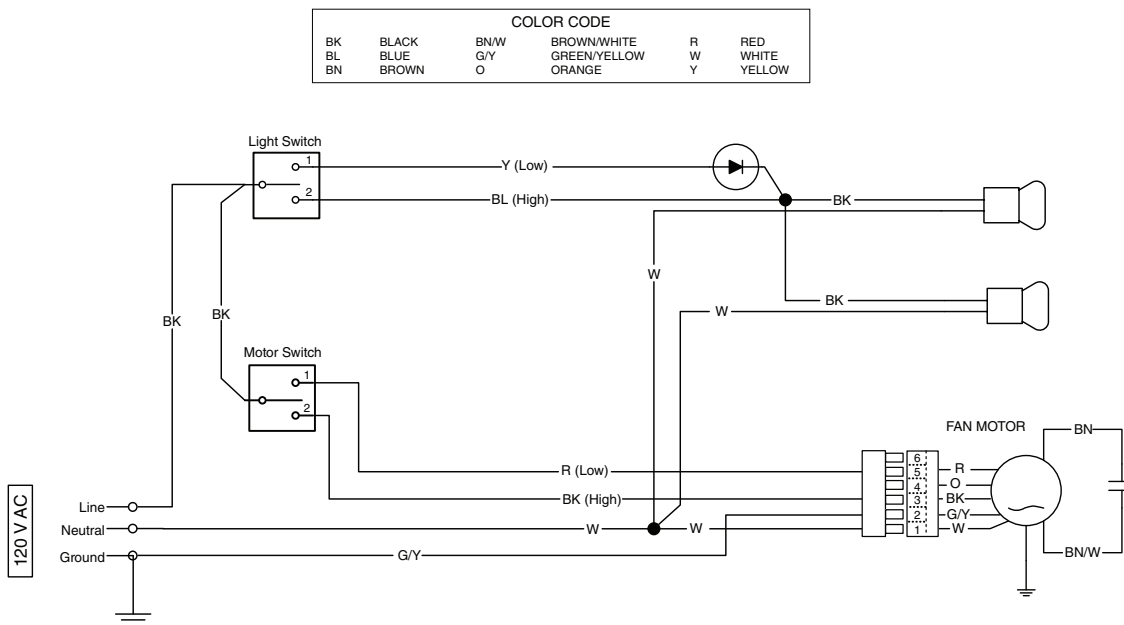 COLOR CODE
BK BLACK BN/W BROWN/WHITE R RED
BL BLUE G/Y GREEN/YELLOW W WHITE
BN BROWN O ORANGE Y YELLOW
Light Switch
1
Y (Low)
2
BL (High)
BK
W
BK
W
BK
BK
Motor Switch
1
2
FAN MOTOR
BN
R (Low)
6
5
R
4
O
BK (High)
3
BK
2
G/Y
1
W
Line
Neutral
W
W
Ground
G/Y
BN/W
120 V AC